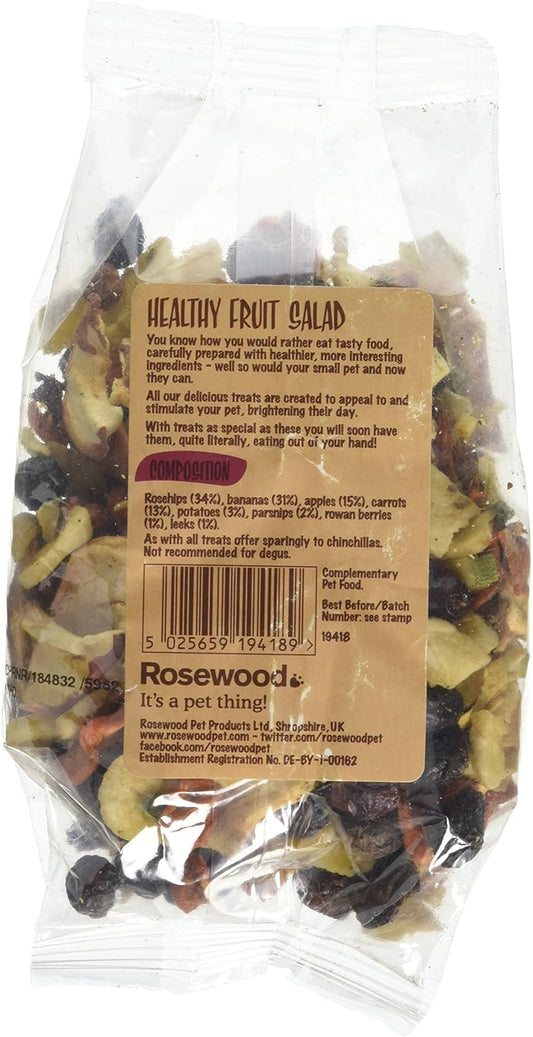 HEALTHY FRUIT SALAD
You know how you would rather eat tasty food,
carefully prepared with healthier, more interesting
ingredients - well so would your small pet and now
they can.
All our delicious treats are created to appeal to and
stimulate your pet, brightening their day.
With treats as special as these you will soon have
them, quite literally, eating out of your hand!
COMPOSITION
Rosehips (34%), bananas (31%), apples (15%), carrots
(13%), potatoes (3%), parsnips (2%), rowan berries
(1%), leeks (1%).
As with all treats offer sparingly to chinchillas.
Not recommended for degus.
Complementary
Pet Food.
Best Before/Batch
Number: see stamp
19418
5 025659 194189 >
Rosewood
It's a pet thing!
Rosewood Pet Products Ltd, Shropshire, UK
www.rosewoodpet.com - twitter.com/rosewoodpet
facebook.com/rosewoodpet
Establishment Registration No. DE-BY-1-00162
/184832 /5952